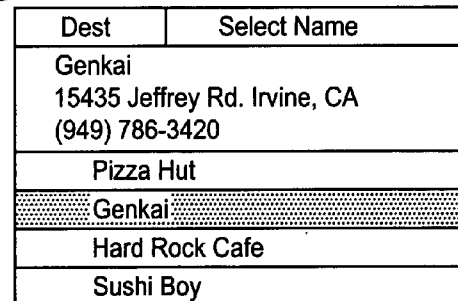 Dest Select Name
Genkai
15435 Jeffrey Rd. Irvine, CA
(949) 786-3420
Pizza Hut
Genkai
Hard Rock Cafe
Sushi Boy